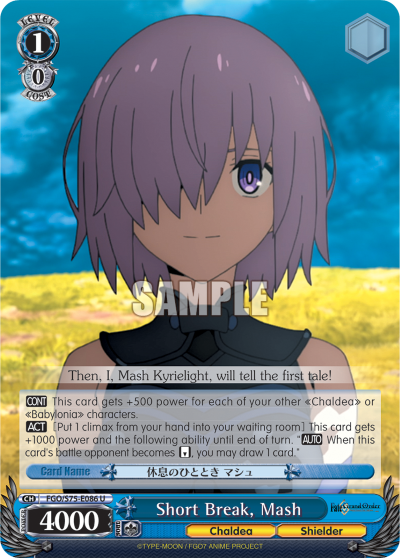 LEVEL
1
0
COST
SAMPLE
Then, I, Mash Kyrielight, will tell the first tale!
CONT This card gets +500 power for each of your other «Chaldea» or
«Babylonia» characters.
ACT [Put 1 climax from your hand into your waiting room] This card gets
+1000 power and the following ability until end of turn. "AUTO When this
card's battle opponent becomes , you may draw 1 card."
Card Name 休息のひととき マシュ
CH FGO/S75-E086 U
4000
Short Break, Mash
Fate/Grand Order
Chaldea Shielder
©TYPE-MOON / FGO7 ANIME PROJECT